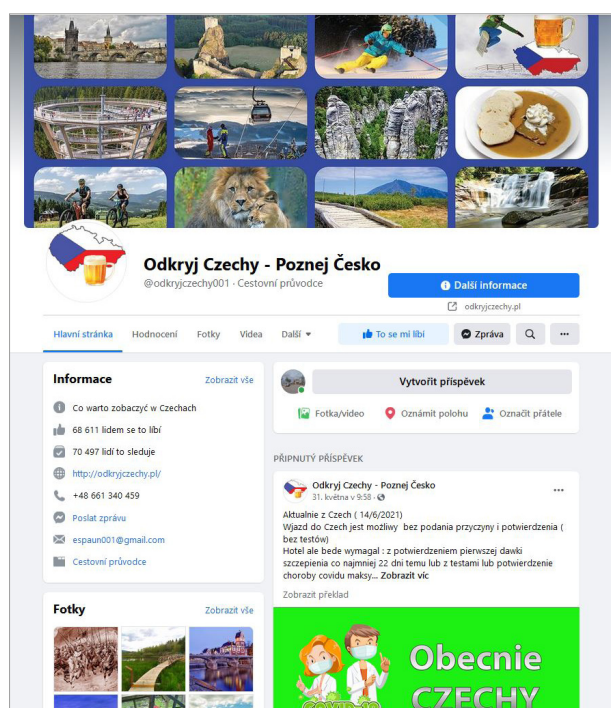 Odkryj Czechy - Poznej Česko
@odkryjczechy001 · Cestovní průvodce
Další informace
odkryjczechy.pl
Hlavní stránka Hodnocení Fotky Videa Další To se mi líbí Zpráva
Informace Zobrazit vše
Co warto zobaczyć w Czechach
68 611 lidem se to líbí
70 497 lidí to sleduje
http://odkryjczechy.pl/
+48 661 340 459
Poslat zprávu
espaun001@gmail.com
Cestovní průvodce
Fotky Zobrazit vše
Vytvořit příspěvek
Fotka/video Oznámit polohu Označit přátele
PŘIPNUTÝ PŘÍSPĚVEK
Odkryj Czechy - Poznej Česko
31. května v 9:58 ·
Aktualnie z Czech ( 14/6/2021)
Wjazd do Czech jest możliwy bez podania przyczyny i potwierdzenia (
bez testów)
Hotel ale bede wymagal : z potwierdzeniem pierwszej dawki
szczepienia co najmniej 22 dni temu lub z testami lub potwierdzenie
choroby covidu maksy... Zobrazit víc
Zobrazit překlad
Obecnie
CZECHY
COVID-19